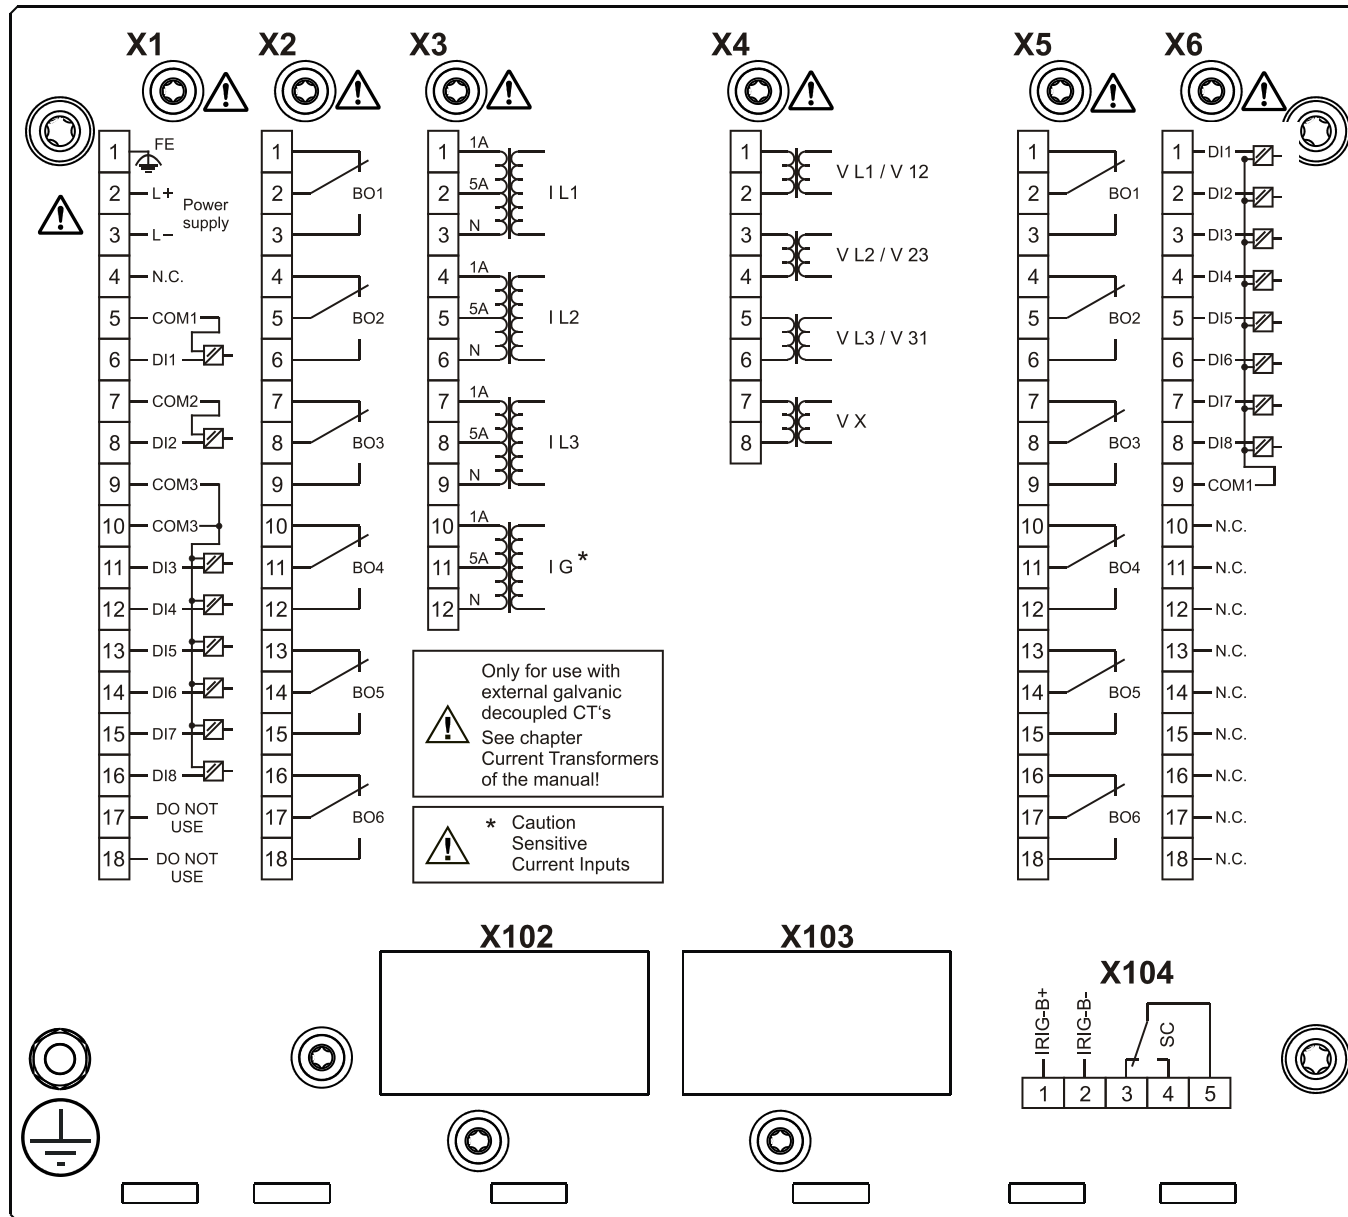 X1
1 FE
2 L+
Power
supply
3 L–
4 N.C.
5 COM1
6 DI1
7 COM2
8 DI2
9 COM3
10 COM3
11 DI3
12 DI4
13 DI5
14 DI6
15 DI7
16 DI8
17 DO NOT
USE
18 DO NOT
USE
X2
1
2 BO1
3
4
5 BO2
6
7
8 BO3
9
10
11 BO4
12
13
14 BO5
15
16
17 BO6
18
X3
1 1A
2 5A I L1
3 N
4 1A
5 5A I L2
6 N
7 1A
8 5A I L3
9 N
10 1A
11 5A I G *
12 N
Only for use with
external galvanic
decoupled CT‘s
See chapter
Current Transformers
of the manual!
* Caution
Sensitive
Current Inputs
X4
1
V L1 / V 12
2
3
V L2 / V 23
4
5
V L3 / V 31
6
7
V X
8
X5
1
2 BO1
3
4
5 BO2
6
7
8 BO3
9
10
11 BO4
12
13
14 BO5
15
16
17 BO6
18
X6
1 DI1
2 DI2
3 DI3
4 DI4
5 DI5
6 DI6
7 DI7
8 DI8
9 COM1
10 N.C.
11 N.C.
12 N.C.
13 N.C.
14 N.C.
15 N.C.
16 N.C.
17 N.C.
18 N.C.
X102
X103
X104
IRIG-B+
IRIG-B-
SC
1 2 3 4 5